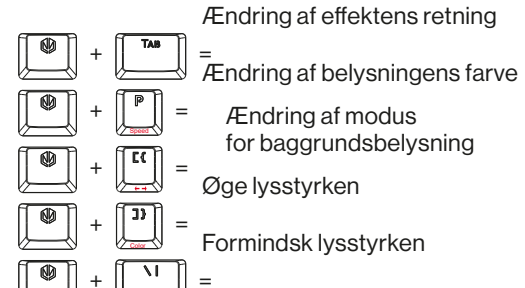 Ændring af effektens retning
+ TAB =
Ændring af belysningens farve
+ P Speed =
Ændring af modus
for baggrundsbelysning
+ [ { =
Øge lysstyrken
+ ] } Color =
Formindsk lysstyrken
+ \ | =